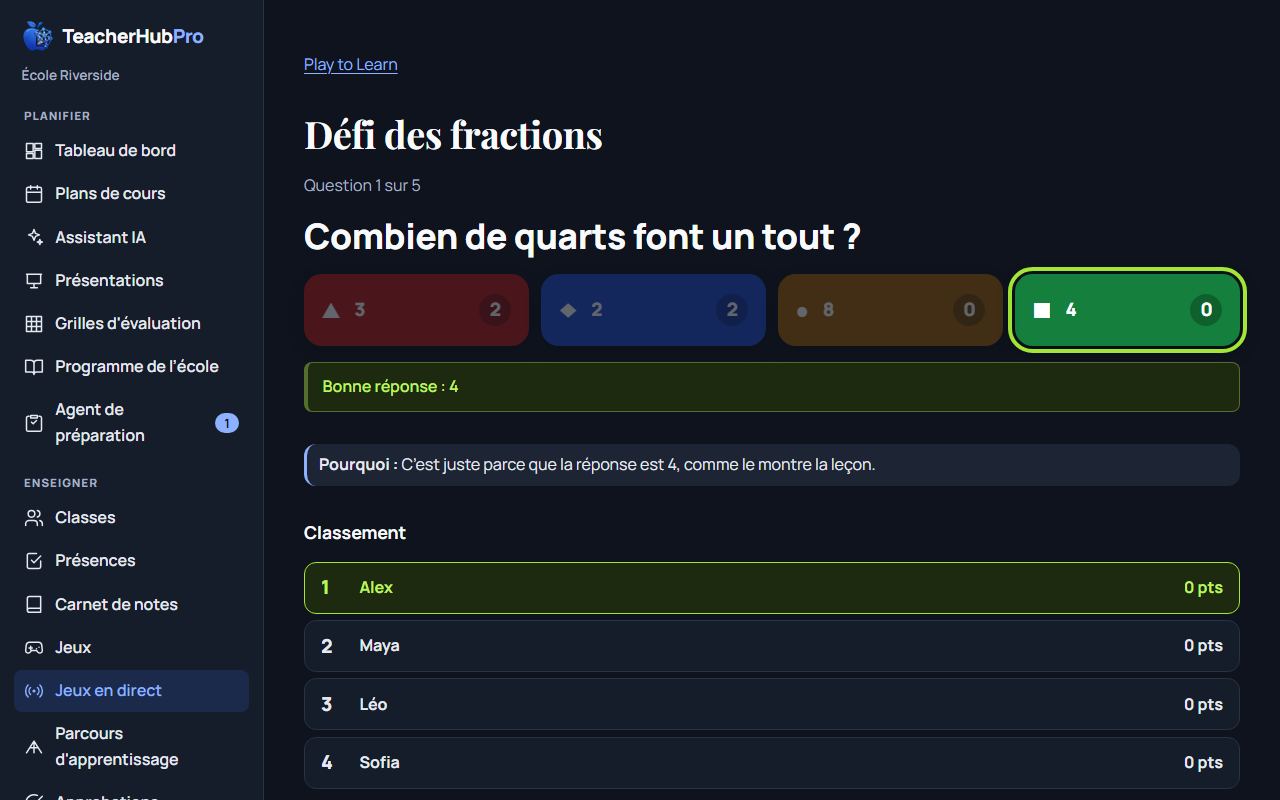 TeacherHubPro
École Riverside
PLANIFIER
Tableau de bord
Plans de cours
Assistant IA
Présentations
Grilles d'évaluation
Programme de l'école
Agent de
préparation
1
ENSEIGNER
Classes
Présences
Carnet de notes
Jeux
Jeux en direct
Parcours
d'apprentissage
Play to Learn
Défi des fractions
Question 1 sur 5
Combien de quarts font un tout ?
3 2
2 2
8 0
4 0
Bonne réponse : 4
Pourquoi : C'est juste parce que la réponse est 4, comme le montre la leçon.
Classement
1 Alex 0 pts
2 Maya 0 pts
3 Léo 0 pts
4 Sofia 0 pts